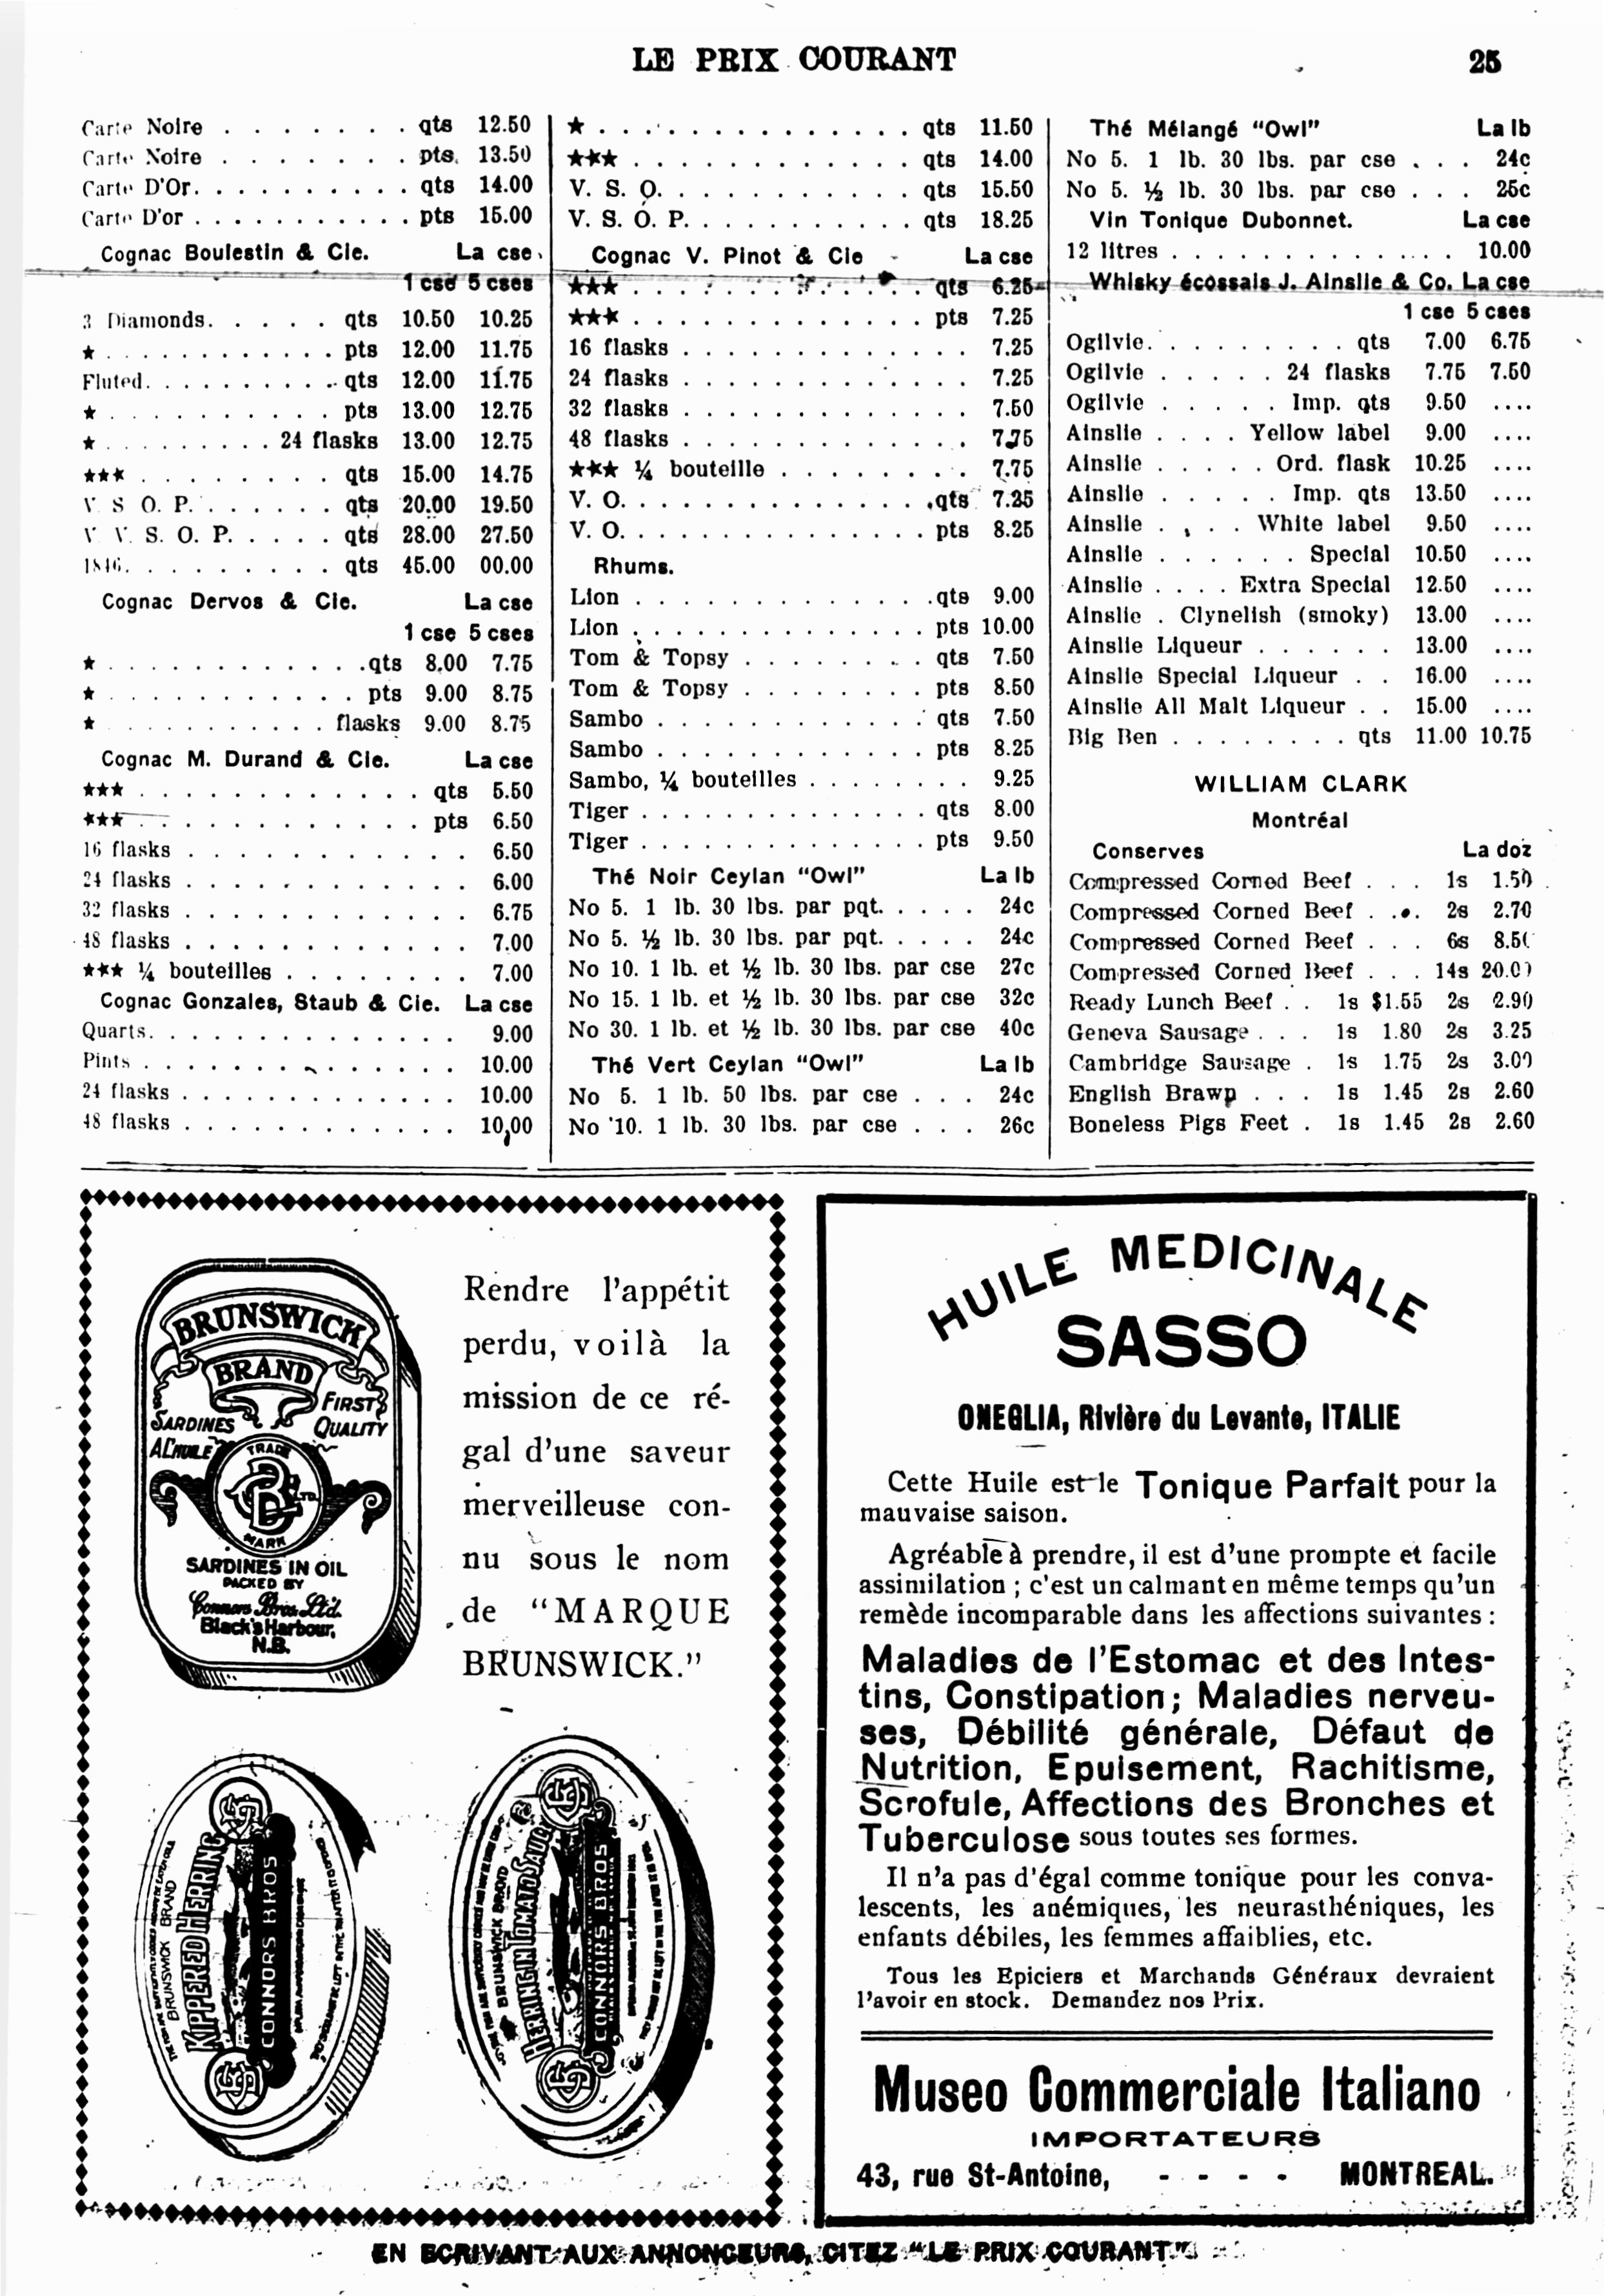 LE PRIX COURANT 25
Carte Noire . . . . . . . qts 12.50
Carte Noire . . . . . . . pts. 13.50
Carte D'Or. . . . . . . . . . qts 14.00
Carte D'or . . . . . . . . . . pts 15.00
Cognac Boulestin & Cie. La cse
1 cse 5 cses
3 Diamonds. . . . . qts 10.50 10.25
★ . . . . . . . . . . . pts 12.00 11.75
Fluted. . . . . . . . . . qts 12.00 11.75
★ . . . . . . . . . . . pts 13.00 12.75
★ . . . . . . . . . 24 flasks 13.00 12.75
★★★ . . . . . . . . . qts 15.00 14.75
V. S O. P. . . . . . . qts 20.00 19.50
V. V. S. O. P. . . . . qts 28.00 27.50
1846. . . . . . . . . . qts 45.00 00.00
Cognac Dervos & Cie. La cse
1 cse 5 cses
★ . . . . . . . . . . . . .qts 8.00 7.75
★ . . . . . . . . . . . . pts 9.00 8.75
★ . . . . . . . . . . . flasks 9.00 8.75
Cognac M. Durand & Cie. La cse
★★★ . . . . . . . . . . . . . qts 5.50
★★★ . . . . . . . . . . . . . pts 6.50
16 flasks . . . . . . . . . . . . 6.50
24 flasks . . . . . . . . . . . . 6.00
32 flasks . . . . . . . . . . . . 6.75
48 flasks . . . . . . . . . . . . 7.00
★★★ ¼ bouteilles . . . . . . . . 7.00
Cognac Gonzales, Staub & Cie. La cse
Quarts. . . . . . . . . . . . . . 9.00
Pints . . . . . . . . . . . . . . 10.00
24 flasks . . . . . . . . . . . . 10.00
48 flasks . . . . . . . . . . . . 10.00
★ . . . . . . . . . . . . . . qts 11.50
★★★ . . . . . . . . . . . . qts 14.00
V. S. O. . . . . . . . . . . . qts 15.50
V. S. O. P. . . . . . . . . . . qts 18.25
Cognac V. Pinot & Cie La cse
★★★ . . . . . . . . . . . . qts 6.25
★★★ . . . . . . . . . . . . pts 7.25
16 flasks . . . . . . . . . . . . . 7.25
24 flasks . . . . . . . . . . . . . 7.25
32 flasks . . . . . . . . . . . . . 7.50
48 flasks . . . . . . . . . . . . . 7.75
★★★ ¼ bouteille . . . . . . . . 7.75
V. O. . . . . . . . . . . . . . .qts 7.25
V. O. . . . . . . . . . . . . . . pts 8.25
Rhums.
Lion . . . . . . . . . . . . . .qts 9.00
Lion . . . . . . . . . . . . . pts 10.00
Tom & Topsy . . . . . . . . . qts 7.50
Tom & Topsy . . . . . . . . . pts 8.50
Sambo . . . . . . . . . . . . qts 7.50
Sambo . . . . . . . . . . . . pts 8.25
Sambo, ¼ bouteilles . . . . . . . . 9.25
Tiger . . . . . . . . . . . . . qts 8.00
Tiger . . . . . . . . . . . . . pts 9.50
Thé Noir Ceylan "Owl" La lb
No 5. 1 lb. 30 lbs. par pqt. . . . . 24c
No 5. ½ lb. 30 lbs. par pqt. . . . . 24c
No 10. 1 lb. et ½ lb. 30 lbs. par cse 27c
No 15. 1 lb. et ½ lb. 30 lbs. par cse 32c
No 30. 1 lb. et ½ lb. 30 lbs. par cse 40c
Thé Vert Ceylan "Owl" La lb
No 5. 1 lb. 50 lbs. par cse . . . 24c
No 10. 1 lb. 30 lbs. par cse . . . 26c
Thé Mélangé "Owl" La lb
No 5. 1 lb. 30 lbs. par cse . . . 24c
No 5. ½ lb. 30 lbs. par cse . . . 25c
Vin Tonique Dubonnet. La cse
12 litres . . . . . . . . . . . . . 10.00
Whisky écossais J. Ainslie & Co. La cse
1 cse 5 cses
Ogilvie. . . . . . . . . . qts 7.00 6.75
Ogilvie . . . . . 24 flasks 7.75 7.50
Ogilvie . . . . . Imp. qts 9.50 ....
Ainslie . . . . Yellow label 9.00 ....
Ainslie . . . . . Ord. flask 10.25 ....
Ainslie . . . . . Imp. qts 13.50 ....
Ainslie . . . . White label 9.50 ....
Ainslie . . . . . . Special 10.50 ....
Ainslie . . . . Extra Special 12.50 ....
Ainslie . Clynelish (smoky) 13.00 ....
Ainslie Liqueur . . . . . . 13.00 ....
Ainslie Special Liqueur . . 16.00 ....
Ainslie All Malt Liqueur . . 15.00 ....
Big Ben . . . . . . . . qts 11.00 10.75
WILLIAM CLARK
Montréal
Conserves La doz
Compressed Corned Beef . . . 1s 1.50
Compressed Corned Beef . . . 2s 2.70
Compressed Corned Beef . . . 6s 8.50
Compressed Corned Beef . . . 14s 20.00
Ready Lunch Beef . . 1s $1.55 2s 2.90
Geneva Sausage . . . 1s 1.80 2s 3.25
Cambridge Sausage . 1s 1.75 2s 3.00
English Brawn . . . 1s 1.45 2s 2.60
Boneless Pigs Feet . 1s 1.45 2s 2.60
BRUNSWICK
BRAND
SARDINES FIRST
A L'HUILE QUALITY
TRADE
LTD.
MARK
SARDINES IN OIL
PACKED BY
Connors Bros. Ltd.
Black's Harbour,
N.B.
Rendre l'appétit
perdu, voilà la
mission de ce ré-
gal d'une saveur
merveilleuse con-
nu sous le nom
de "MARQUE
BRUNSWICK."
BRUNSWICK BRAND
KIPPERED HERRING
CONNORS BROS
BRUNSWICK BRAND
HERRING IN TOMATO SAUCE
CONNORS BROS
HUILE MEDICINALE
SASSO
ONEGLIA, Rivière du Levante, ITALIE
Cette Huile est le Tonique Parfait pour la
mauvaise saison.
Agréable à prendre, il est d'une prompte et facile
assimilation ; c'est un calmant en même temps qu'un
remède incomparable dans les affections suivantes :
Maladies de l'Estomac et des Intes-
tins, Constipation; Maladies nerveu-
ses, Débilité générale, Défaut de
Nutrition, Epuisement, Rachitisme,
Scrofule, Affections des Bronches et
Tuberculose sous toutes ses formes.
Il n'a pas d'égal comme tonique pour les conva-
lescents, les anémiques, les neurasthéniques, les
enfants débiles, les femmes affaiblies, etc.
Tous les Epiciers et Marchands Généraux devraient
l'avoir en stock. Demandez nos Prix.
Museo Commerciale Italiano
IMPORTATEURS
43, rue St-Antoine, - - - - MONTREAL.
EN ECRIVANT AUX ANNONCEURS, CITEZ "LE PRIX COURANT"